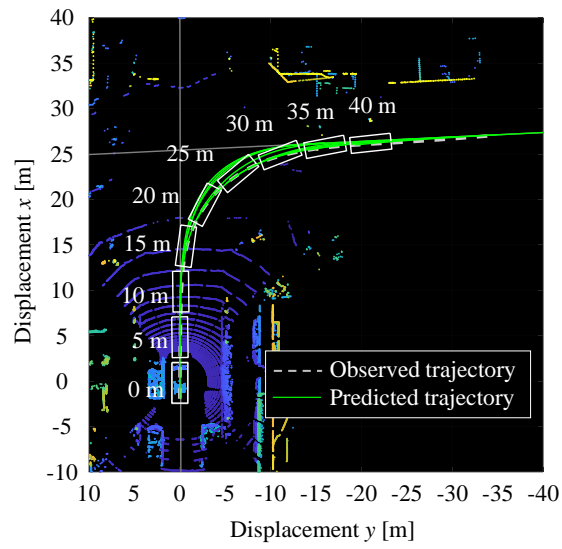 40
35
30
25
20
15
10
5
0
-5
-10
Displacement x [m]
40 m
35 m
30 m
25 m
20 m
15 m
10 m
5 m
0 m
Observed trajectory
Predicted trajectory
10 5 0 -5 -10 -15 -20 -25 -30 -35 -40
Displacement y [m]